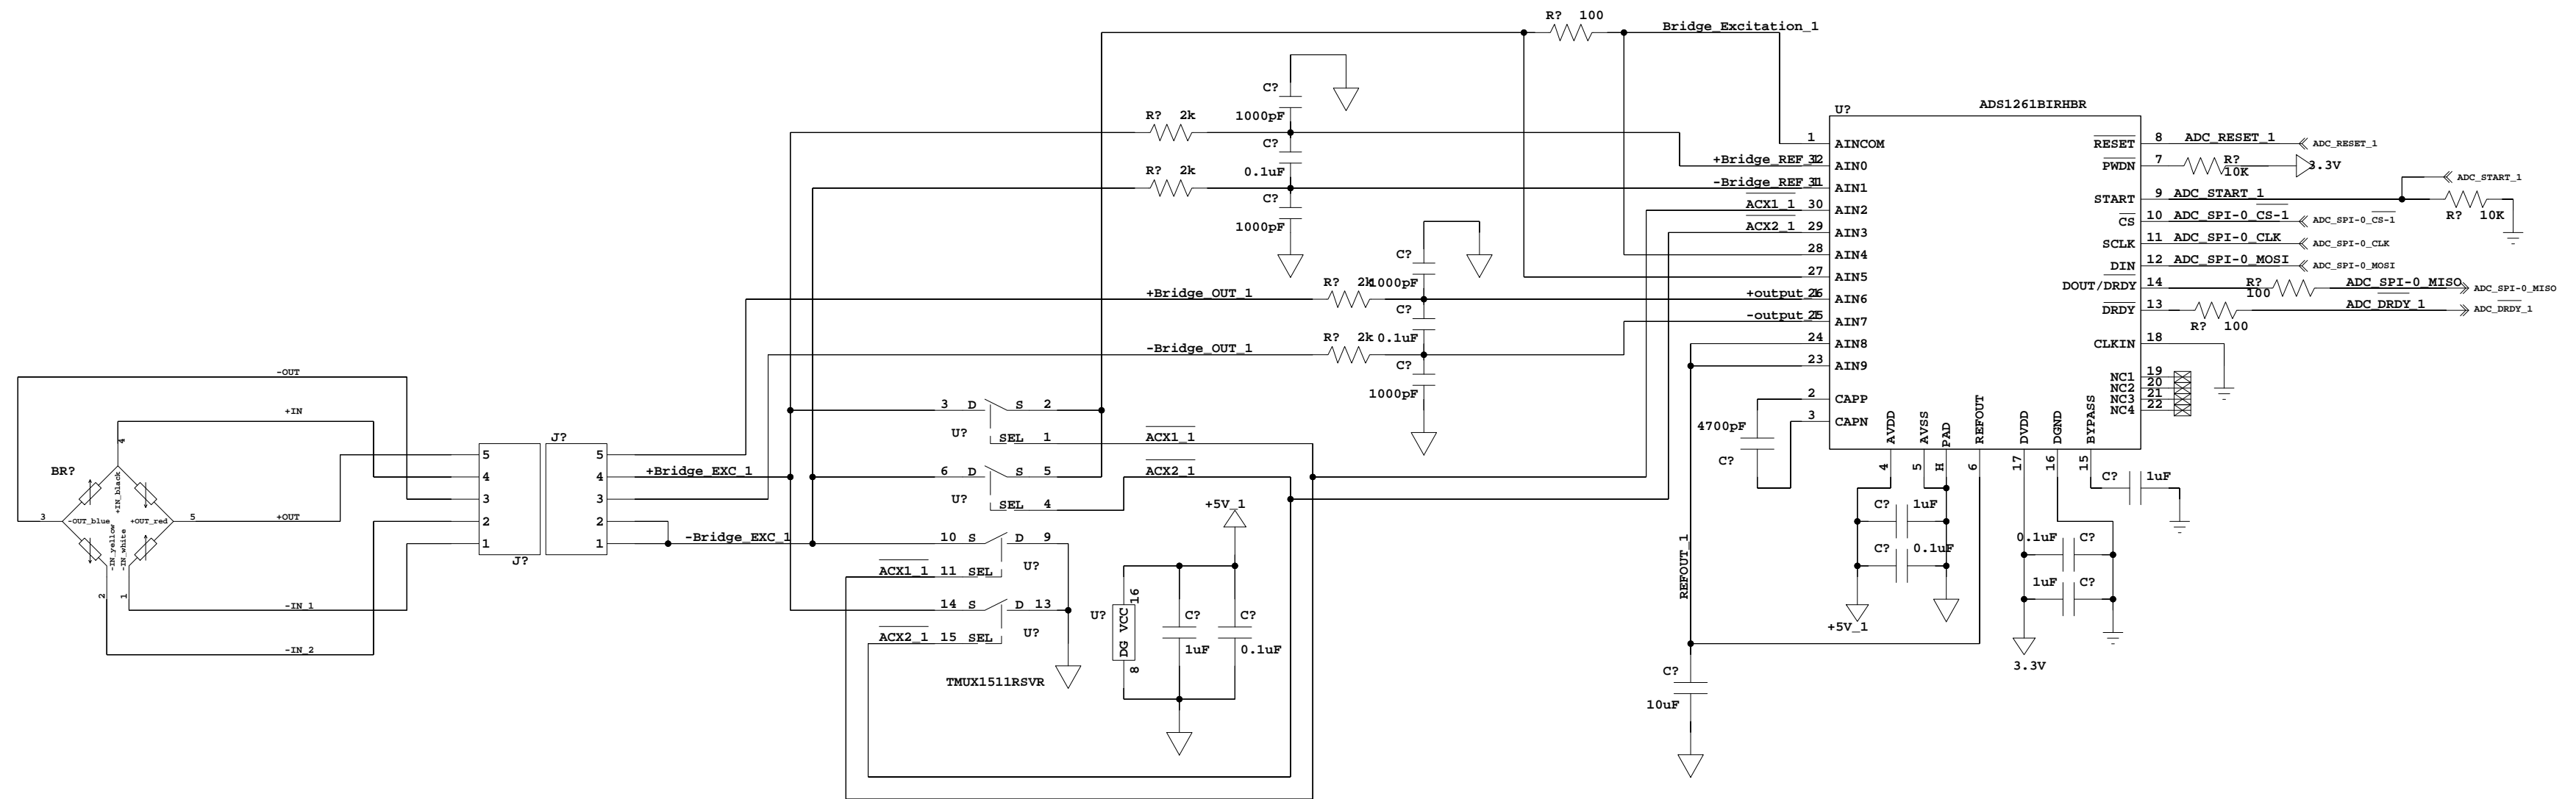 R? 100
Bridge_Excitation_1
C?
1000pF
R? 2k
C?
0.1uF
R? 2k
C?
1000pF
C?
1000pF
+Bridge_OUT_1
R? 2k
C?
0.1uF
-Bridge_OUT_1
R? 2k
C?
1000pF
U?
ADS1261BIRHBR
1 AINCOM
+Bridge_REF_1 32 AIN0
-Bridge_REF_1 31 AIN1
ACX1_1 30 AIN2
ACX2_1 29 AIN3
28 AIN4
27 AIN5
+output_1 26 AIN6
-output_1 25 AIN7
24 AIN8
23 AIN9
2 CAPP
3 CAPN
4700pF
C?
RESET 8 ADC_RESET_1 ADC_RESET_1
PWDN 7 R? 10K 3.3V
ADC_START_1
START 9 ADC_START_1
R? 10K
CS 10 ADC_SPI-0_CS-1 ADC_SPI-0_CS-1
SCLK 11 ADC_SPI-0_CLK ADC_SPI-0_CLK
DIN 12 ADC_SPI-0_MOSI ADC_SPI-0_MOSI
DOUT/DRDY 14 R? 100 ADC_SPI-0_MISO ADC_SPI-0_MISO
DRDY 13 R? 100 ADC_DRDY_1 ADC_DRDY_1
CLKIN 18
NC1 19
NC2 20
NC3 21
NC4 22
AVDD 4
AVSS 5
PAD H
REFOUT 6
DVDD 17
DGND 16
BYPASS 15
C? 1uF
C? 1uF
C? 0.1uF
+5V_1
0.1uF C?
1uF C?
3.3V
REFOUT_1
C?
10uF
-OUT
+IN
4
BR?
+IN_black
3
-OUT_blue
+OUT_red
5
+OUT
-IN_yellow
-IN_white
2
1
-IN_1
-IN_2
5
4
3
2
1
J?
J?
5
4
3
2
1
+Bridge_EXC_1
-Bridge_EXC_1
3 D S 2
U?
SEL 1 ACX1_1
6 D S 5
U?
SEL 4 ACX2_1
10 S D 9
ACX1_1 11 SEL U?
14 S D 13
ACX2_1 15 SEL U?
TMUX1511RSVR
+5V_1
16
U?
DG VCC
8
C?
1uF
C?
0.1uF